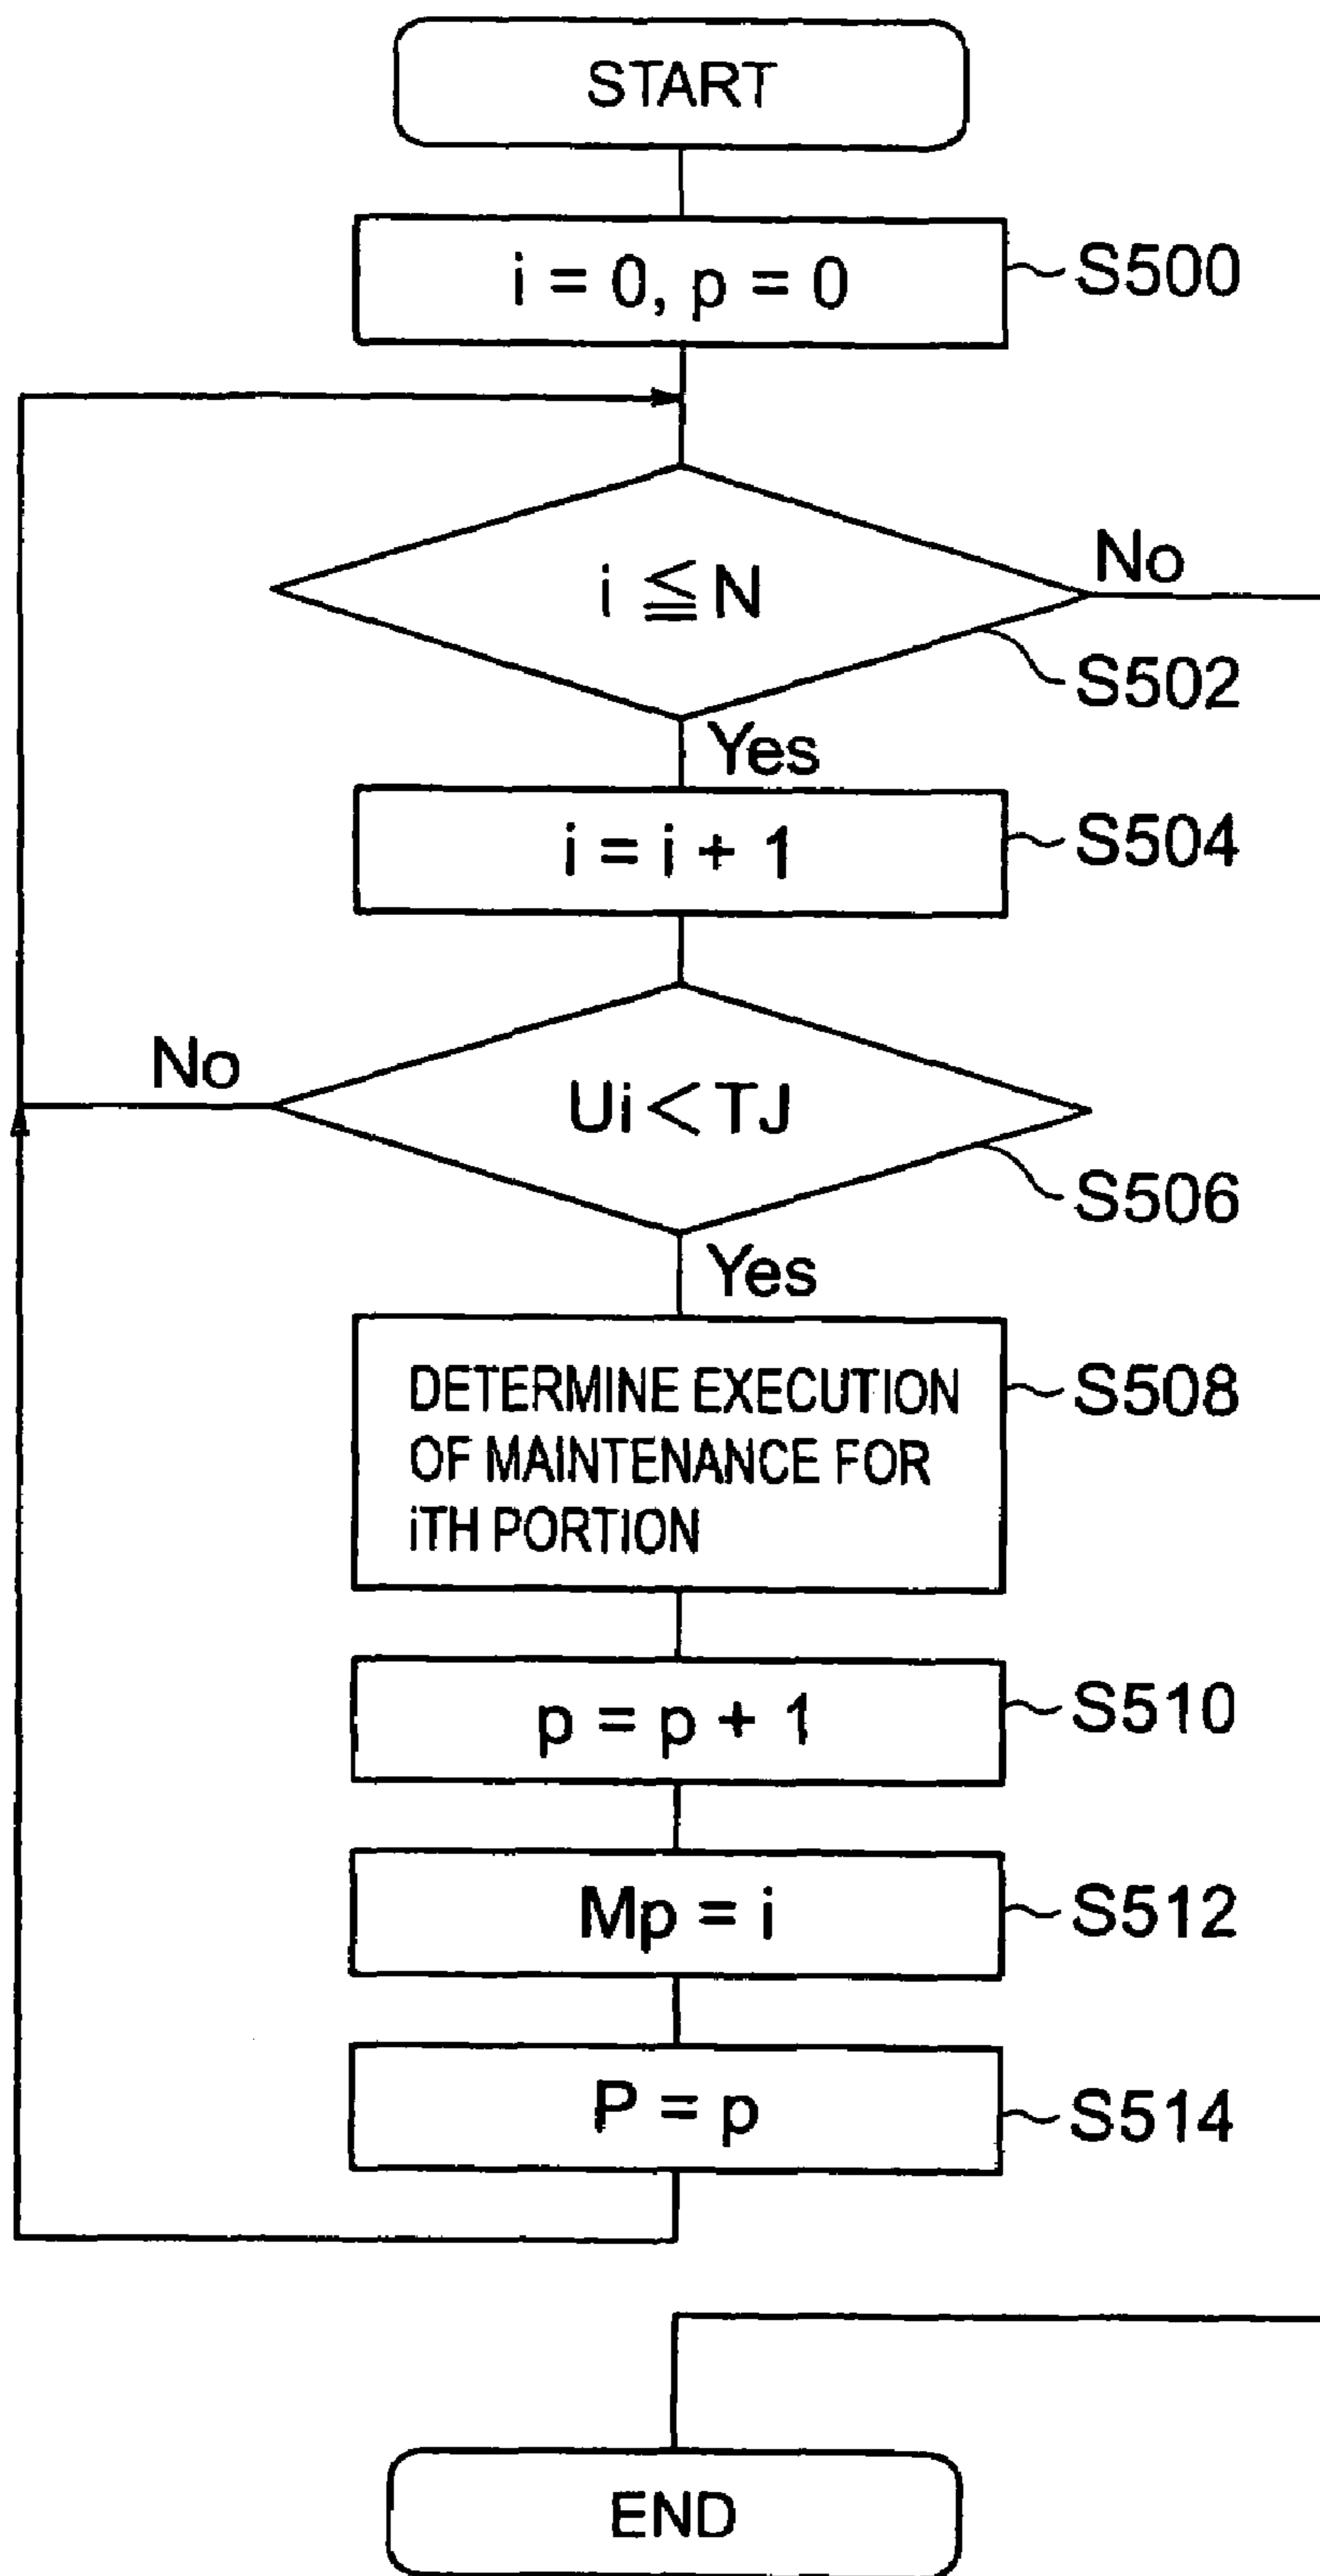 START
i = 0, p = 0
S500
i ≦ N
No
S502
Yes
i = i + 1
S504
No
Ui < TJ
S506
Yes
DETERMINE EXECUTION
OF MAINTENANCE FOR
iTH PORTION
S508
p = p + 1
S510
Mp = i
S512
P = p
S514
END